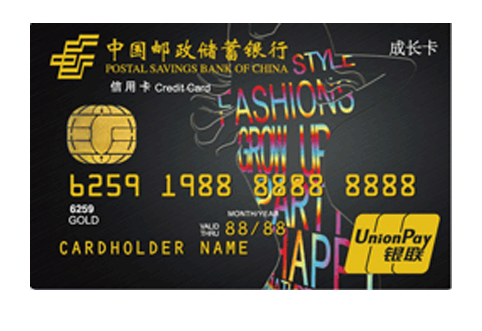 中国邮政储蓄银行
POSTAL SAVINGS BANK OF CHINA
成长卡
信用卡 Credit Card
STYLE
FASHIONS
GROW UP
PARTY
HAPPY
6259 1988 8888 8888
6259
GOLD
MONTH/YEAR
VALID THRU 88/88
CARDHOLDER NAME
UnionPay
银联